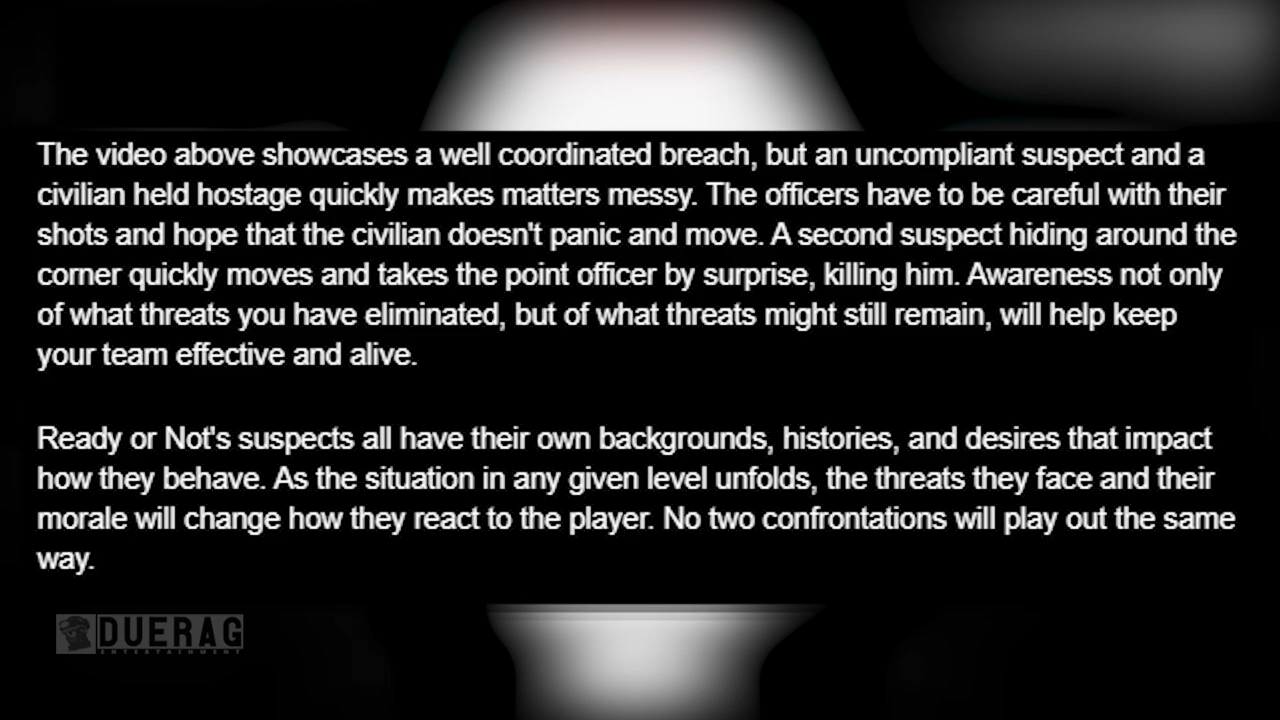 The video above showcases a well coordinated breach, but an uncompliant suspect and a
civilian held hostage quickly makes matters messy. The officers have to be careful with their
shots and hope that the civilian doesn't panic and move. A second suspect hiding around the
corner quickly moves and takes the point officer by surprise, killing him. Awareness not only
of what threats you have eliminated, but of what threats might still remain, will help keep
your team effective and alive.
Ready or Not's suspects all have their own backgrounds, histories, and desires that impact
how they behave. As the situation in any given level unfolds, the threats they face and their
morale will change how they react to the player. No two confrontations will play out the same
way.
DUERAG
ENTERTAINMENT